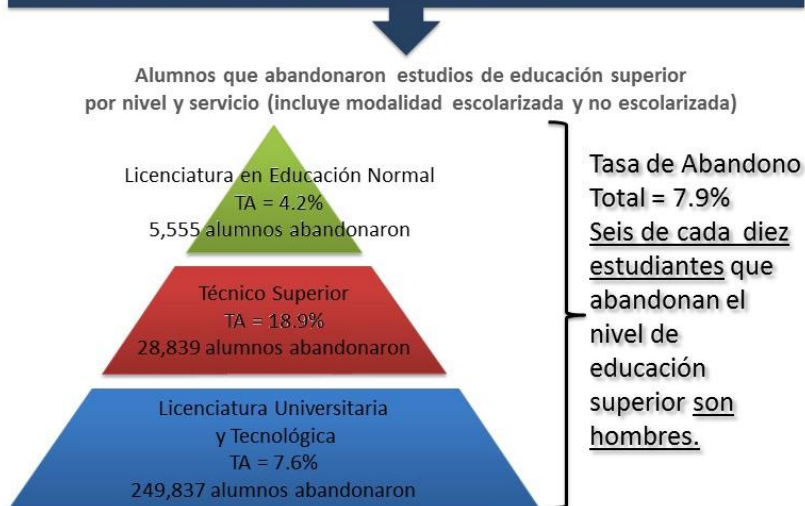 Alumnos que abandonaron estudios de educación superior
por nivel y servicio (incluye modalidad escolarizada y no escolarizada)
Licenciatura en Educación Normal
TA = 4.2%
5,555 alumnos abandonaron
Técnico Superior
TA = 18.9%
28,839 alumnos abandonaron
Licenciatura Universitaria
y Tecnológica
TA = 7.6%
249,837 alumnos abandonaron
Tasa de Abandono
Total = 7.9%
Seis de cada diez
estudiantes que
abandonan el
nivel de
educación
superior son
hombres.